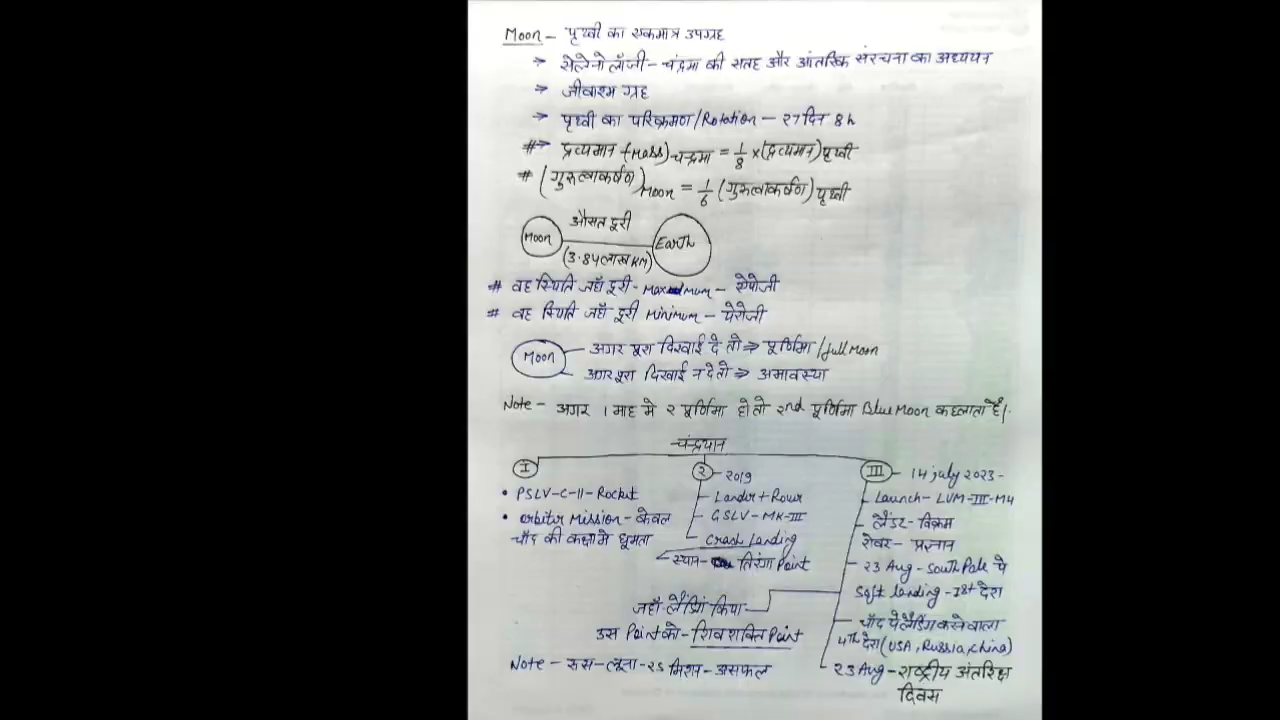 Moon – पृथ्वी का एकमात्र उपग्रह
→ सेलेनोलॉजी – चंद्रमा की सतह और आंतरिक संरचना का अध्ययन
→ जीवाश्म ग्रह
→ पृथ्वी का परिक्रमण/Rotation – 27 दिन 8h
#→ द्रव्यमान (Mass) चन्द्रमा = 1/8 × (द्रव्यमान) पृथ्वी
# (गुरुत्वाकर्षण) Moon = 1/6 (गुरुत्वाकर्षण) पृथ्वी
औसत दूरी
Moon Earth
(3.84 लाख KM)
# वह स्थिति जहाँ दूरी - Maximum – ऐपोजी
# वह स्थिति जहाँ दूरी Minimum – पेरोजी
Moon
अगर पूरा दिखाई दे तो ⇒ पूर्णिमा/full Moon
अगर पूरा दिखाई न दे तो ⇒ अमावस्या
Note – अगर 1 माह मे 2 पूर्णिमा हो तो 2nd पूर्णिमा Blue Moon कहलाता है।
चंद्रयान
I
• PSLV-C-11-Rocket
• orbiter Mission – केवल
चाँद की कक्षा मे घूमता
2 – 2019
Lander + Rover
GSLV-MK-III
Crash landing
स्थान – तिरंगा Point
III – 14 july 2023 -
Launch – LVM-III-M4
लैंडर – विक्रम
रोवर – प्रज्ञान
23 Aug – South Pole पे
Soft landing – 1st देश
जहाँ लैंडिंग किया
उस Point को – शिवशक्ति Point
चाँद पे लैंडिंग करने वाला
4th देश (USA, Russia, China)
23 Aug – राष्ट्रीय अंतरिक्ष
दिवस
Note – रूस – लूना – 25 मिशन – असफल